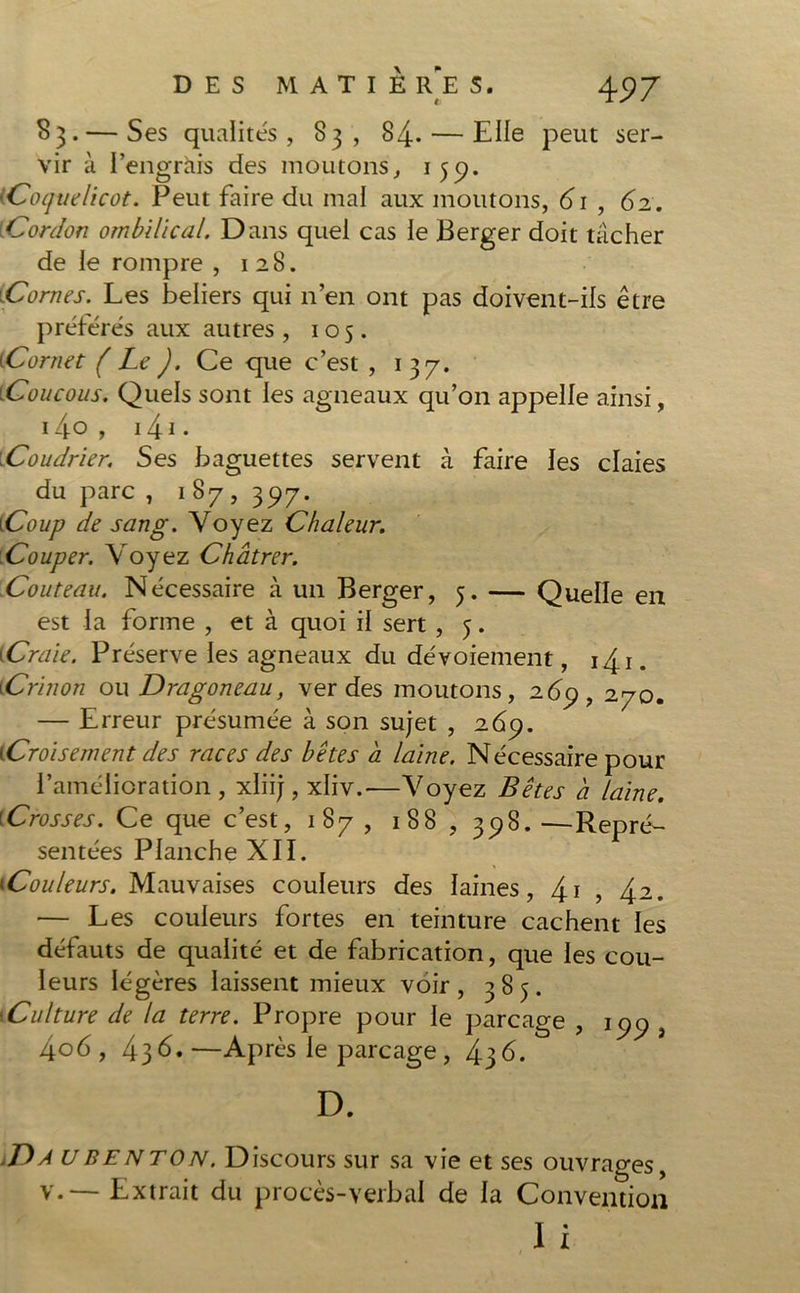 DES MATIÈRES. 497
83. — Ses qualités, 83, 84. — Elle peut ser-
vir à l'engrais des moutons, 159.
Coquelicot. Peut faire du mal aux moutons, 61, 62.
Cordon ombilical. Dans quel cas le Berger doit tâcher
de le rompre, 128.
Cornes. Les beliers qui n'en ont pas doivent-ils être
préférés aux autres, 105.
Cornet (Le). Ce que c'est, 137.
Coucous. Quels sont les agneaux qu'on appelle ainsi,
140, 141.
Coudrier. Ses baguettes servent à faire les claies
du parc, 187, 397.
Coup de sang. Voyez Chaleur.
Couper. Voyez Châtrer.
Couteau. Nécessaire à un Berger, 5. — Quelle en
est la forme, et à quoi il sert, 5.
Craie. Préserve les agneaux du dévoiement, 141.
Crinon ou Dragoneau, ver des moutons, 269, 270.
— Erreur présumée à son sujet, 269.
Croisement des races des bêtes à laine. Nécessaire pour
l'amélioration, xliij, xliv. — Voyez Bêtes à laine.
Crosses. Ce que c'est, 187, 188, 398. — Repré-
sentées Planche XII.
Couleurs. Mauvaises couleurs des laines, 41, 42.
— Les couleurs fortes en teinture cachent les
défauts de qualité et de fabrication, que les cou-
leurs légères laissent mieux voir, 385.
Culture de la terre. Propre pour le parcage, 199,
406, 436. — Après le parcage, 436.
D.
DAUBENTON. Discours sur sa vie et ses ouvrages,
v. — Extrait du procès-verbal de la Convention
I i